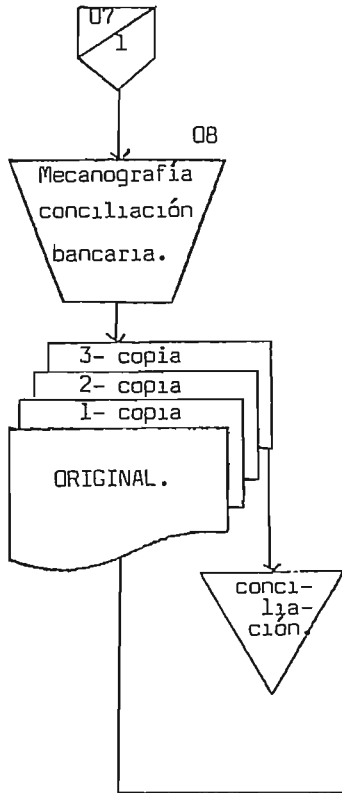 07
1
08
Mecanografía
conciliación
bancaria.
3- copia
2- copia
1- copia
ORIGINAL.
conci-
lia-
ción.